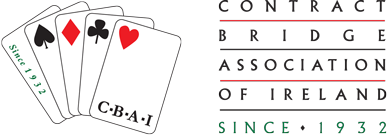 Since 1932
C·B·A·I
CONTRACT
BRIDGE
ASSOCIATION
OF IRELAND
SINCE ♦ 1932